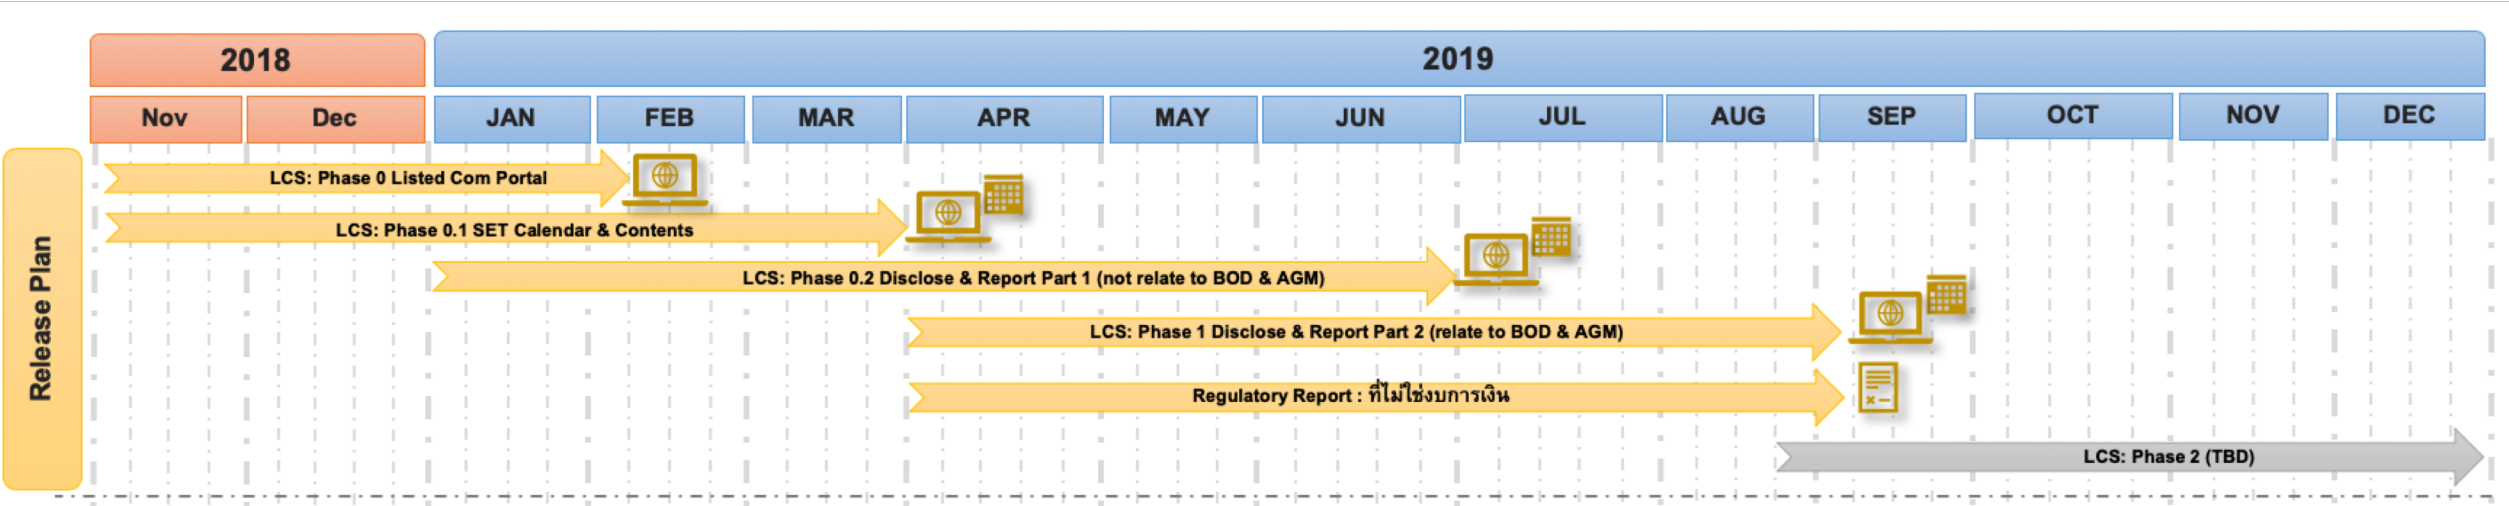 2018
2019
Nov
Dec
JAN
FEB
MAR
APR
MAY
JUN
JUL
AUG
SEP
OCT
NOV
DEC
Release Plan
LCS: Phase 0 Listed Com Portal
LCS: Phase 0.1 SET Calendar & Contents
LCS: Phase 0.2 Disclose & Report Part 1 (not relate to BOD & AGM)
LCS: Phase 1 Disclose & Report Part 2 (relate to BOD & AGM)
Regulatory Report : ที่ไม่ใช่งบการเงิน
LCS: Phase 2 (TBD)